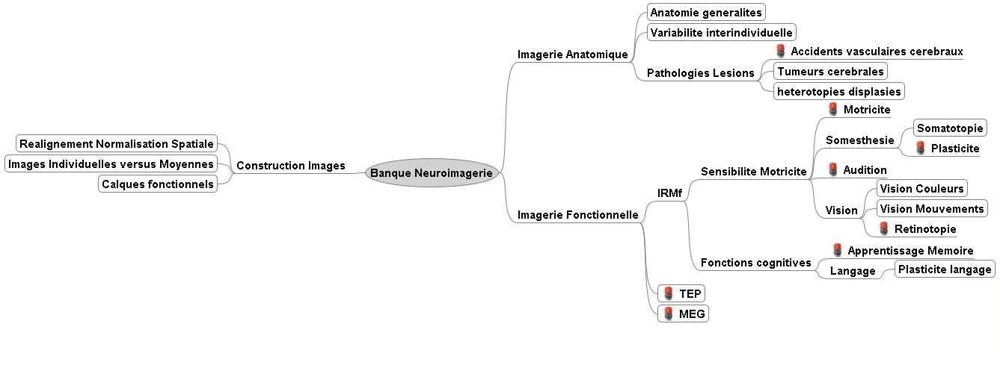 Anatomie generalites
Variabilite interindividuelle
Imagerie Anatomique
Accidents vasculaires cerebraux
Pathologies Lesions
Tumeurs cerebrales
heterotopies displasies
Motricite
Somatotopie
Somesthesie
Plasticite
Realignement Normalisation Spatiale
Images Individuelles versus Moyennes
Construction Images
Calques fonctionnels
Banque Neuroimagerie
Sensibilite Motricite
Audition
IRMf
Vision Couleurs
Vision
Vision Mouvements
Imagerie Fonctionnelle
Retinotopie
Apprentissage Memoire
Fonctions cognitives
Langage
Plasticite langage
TEP
MEG